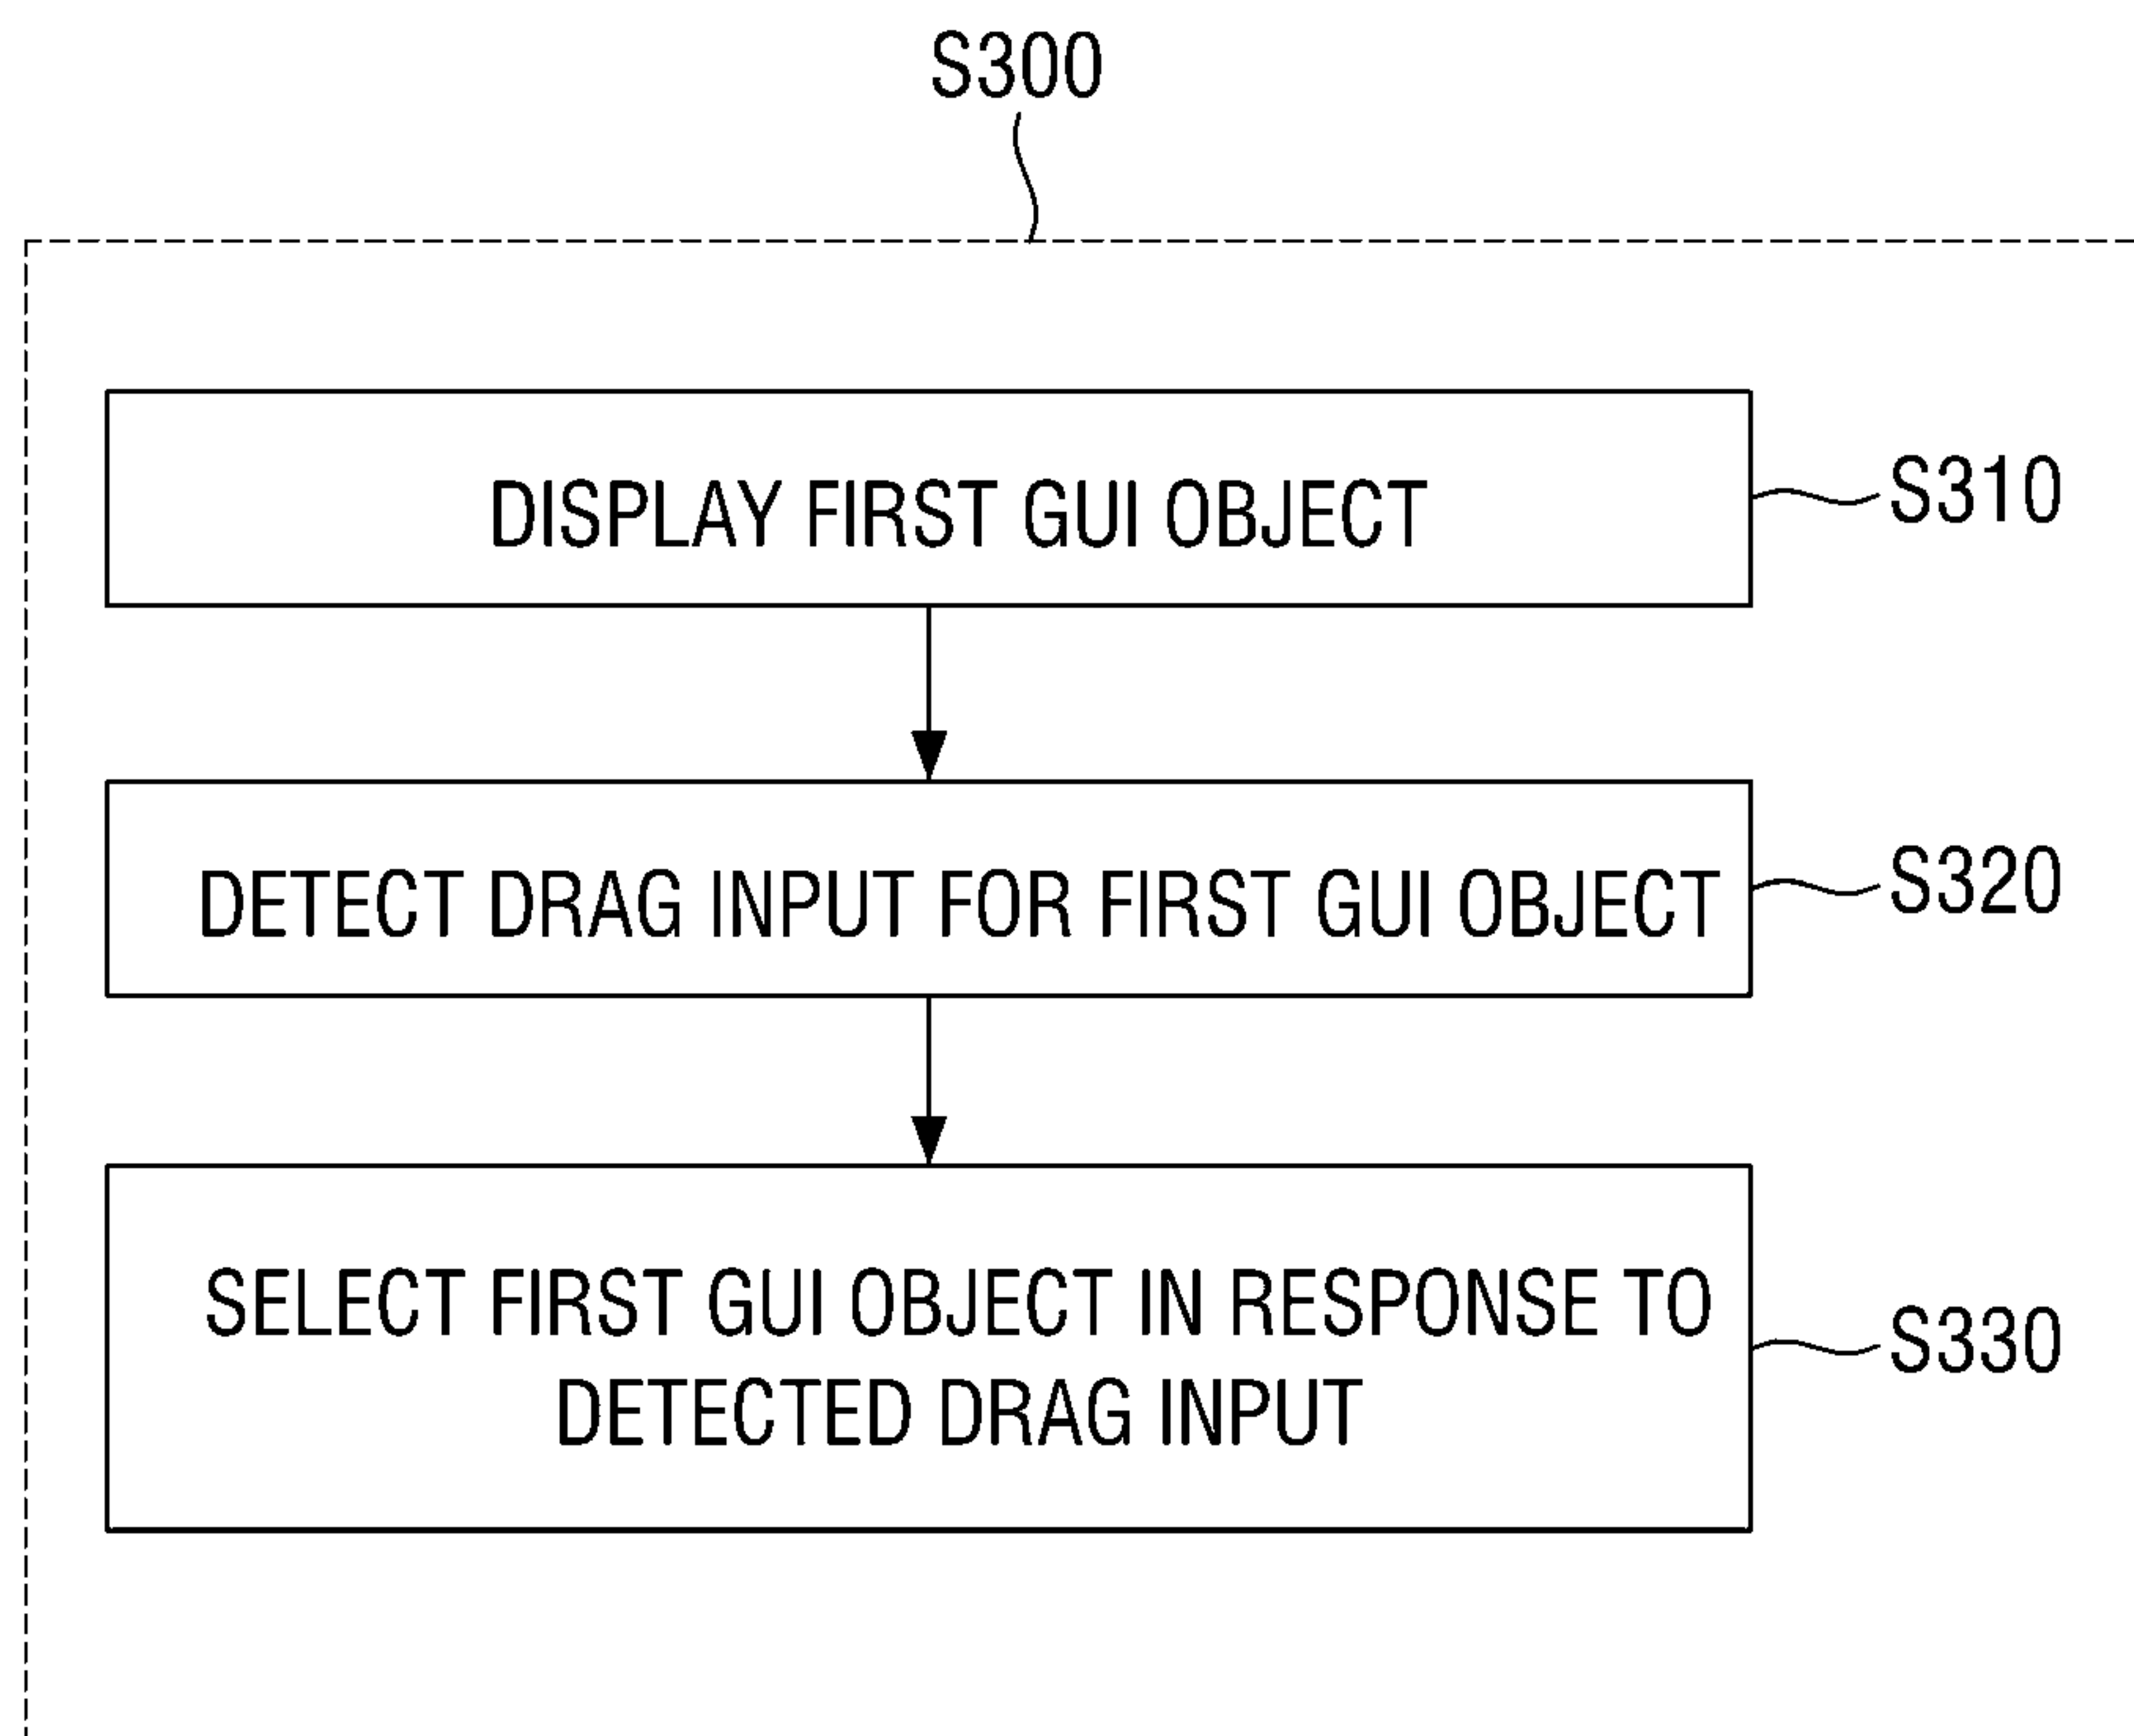 S300
DISPLAY FIRST GUI OBJECT
S310
DETECT DRAG INPUT FOR FIRST GUI OBJECT
S320
SELECT FIRST GUI OBJECT IN RESPONSE TO
DETECTED DRAG INPUT
S330